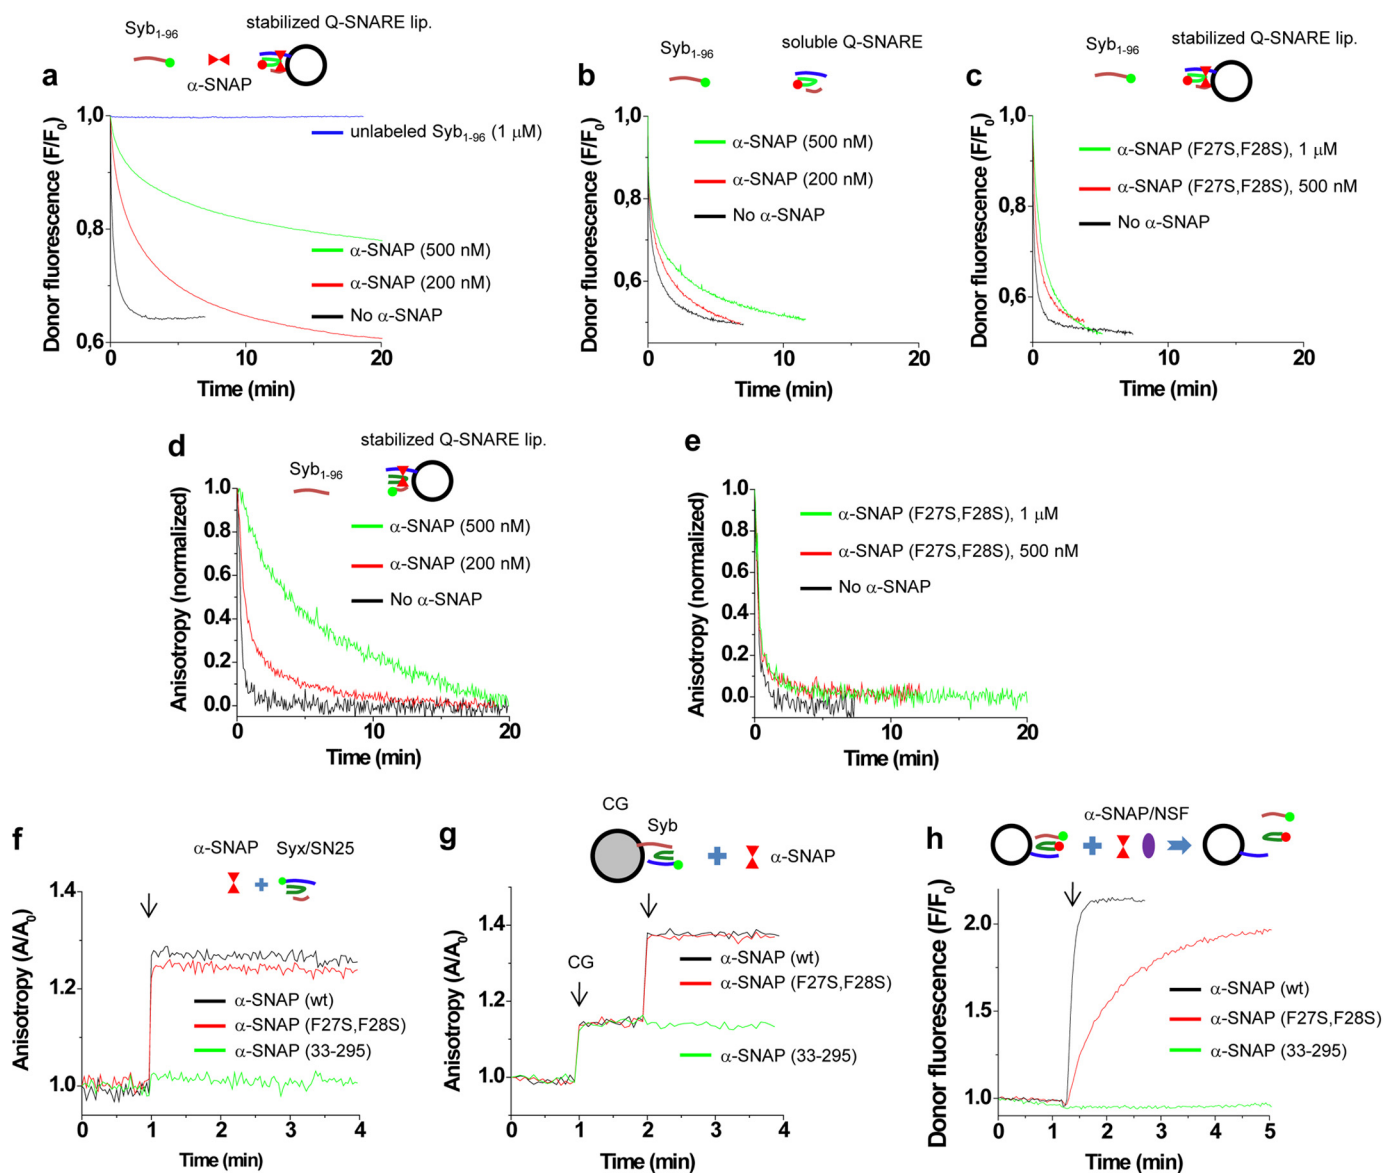 a
Syb1-96
α-SNAP
stabilized Q-SNARE lip.
Donor fluorescence (F/F0)
1,0
0,8
0,6
unlabeled Syb1-96 (1 μM)
α-SNAP (500 nM)
α-SNAP (200 nM)
No α-SNAP
0 10 20
Time (min)
b
Syb1-96
soluble Q-SNARE
Donor fluorescence (F/F0)
1,0
0,8
0,6
α-SNAP (500 nM)
α-SNAP (200 nM)
No α-SNAP
0 5 10 15 20
Time (min)
c
Syb1-96
stabilized Q-SNARE lip.
Donor fluorescence (F/F0)
1,0
0,8
0,6
α-SNAP (F27S,F28S), 1 μM
α-SNAP (F27S,F28S), 500 nM
No α-SNAP
0 5 10 15 20
Time (min)
d
Syb1-96
stabilized Q-SNARE lip.
Anisotropy (normalized)
1.0
0.8
0.6
0.4
0.2
0.0
α-SNAP (500 nM)
α-SNAP (200 nM)
No α-SNAP
0 10 20
Time (min)
e
Anisotropy (normalized)
1.0
0.8
0.6
0.4
0.2
0.0
α-SNAP (F27S,F28S), 1 μM
α-SNAP (F27S,F28S), 500 nM
No α-SNAP
0 10 20
Time (min)
f
α-SNAP
Syx/SN25
Anisotropy (A/A0)
1.4
1.2
1.0
α-SNAP (wt)
α-SNAP (F27S,F28S)
α-SNAP (33-295)
0 1 2 3 4
Time (min)
g
CG
Syb
α-SNAP
Anisotropy (A/A0)
1.4
1.2
1.0
CG
α-SNAP (wt)
α-SNAP (F27S,F28S)
α-SNAP (33-295)
0 1 2 3 4
Time (min)
h
α-SNAP/NSF
Donor fluorescence (F/F0)
2.0
1.5
1.0
α-SNAP (wt)
α-SNAP (F27S,F28S)
α-SNAP (33-295)
0 1 2 3 4 5
Time (min)